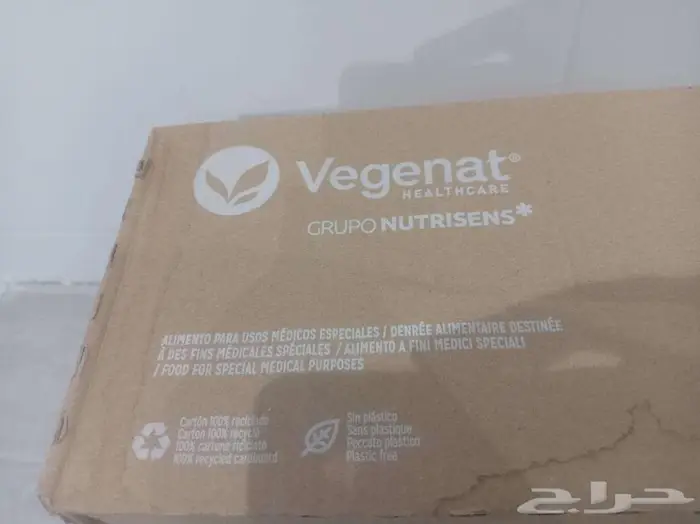 Vegenat®
HEALTHCARE
GRUPO NUTRISENS*
ALIMENTO PARA USOS MÉDICOS ESPECIALES / DENRÉE ALIMENTAIRE DESTINÉE
À DES FINS MÉDICALES SPÉCIALES / ALIMENTO A FINI MEDICI SPECIALI
/ FOOD FOR SPECIAL MEDICAL PURPOSES
Cartón 100% reciclado
Carton 100% recyclé
100% cartone riciclato
100% recycled cardboard
Sin plástico
Sans plastique
Peccato plastion
Plastic free
حراج